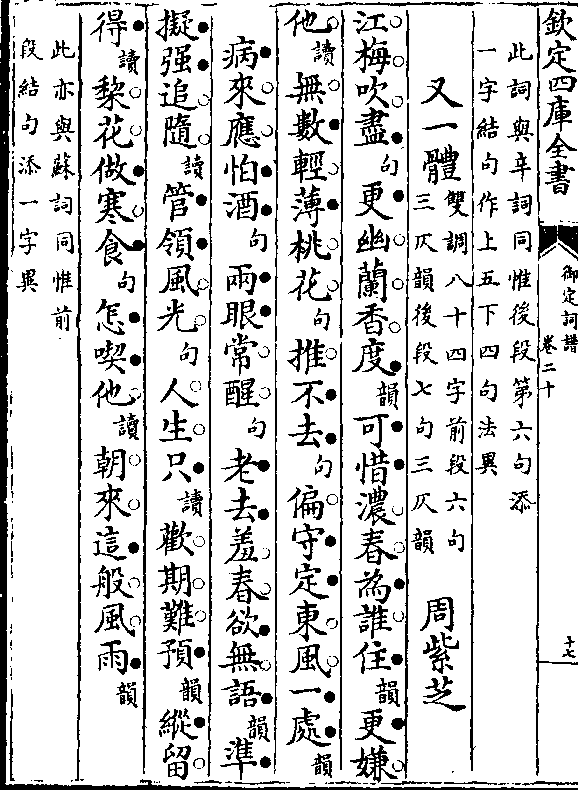 欽定四庫全書
御定詞譜
卷二十
十七
此詞與辛詞同惟後段第六句添
一字結句作上五下四句法異
又一體
雙調八十四字前段六句
三仄韻後段七句三仄韻
周紫芝
江梅吹盡句更幽蘭香度韻可惜濃春為誰住韻更嫌
他讀無數輕薄桃花句推不去句偏守定東風一處韻
病來應怕酒句兩眼常醒句老去羞春欲無語韻準
擬强追隨讀管領風光句人生只讀歡期難預韻縱留
得讀黎花做寒食句怎喫他讀朝來這般風雨韻
此亦與蘇詞同惟前
段結句添一字異